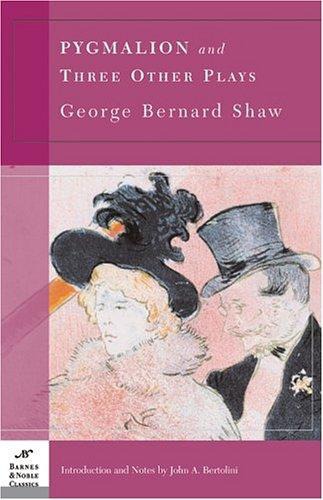 PYGMALION and
THREE OTHER PLAYS
George Bernard Shaw
BARNES
& NOBLE
CLASSICS
Introduction and Notes by John A. Bertolini